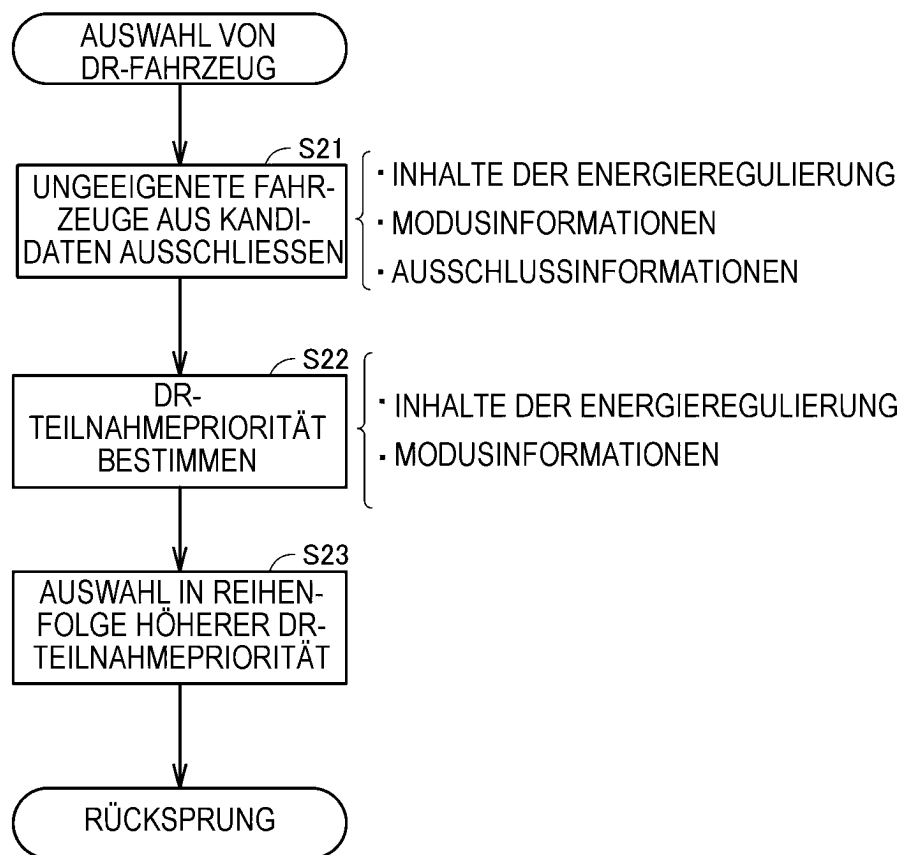 AUSWAHL VON
DR-FAHRZEUG
S21
UNGEEIGENETE FAHR-
ZEUGE AUS KANDI-
DATEN AUSSCHLIESSEN
· INHALTE DER ENERGIEREGULIERUNG
· MODUSINFORMATIONEN
· AUSSCHLUSSINFORMATIONEN
S22
DR-
TEILNAHMEPRIORITÄT
BESTIMMEN
· INHALTE DER ENERGIEREGULIERUNG
· MODUSINFORMATIONEN
S23
AUSWAHL IN REIHEN-
FOLGE HÖHERER DR-
TEILNAHMEPRIORITÄT
RÜCKSPRUNG